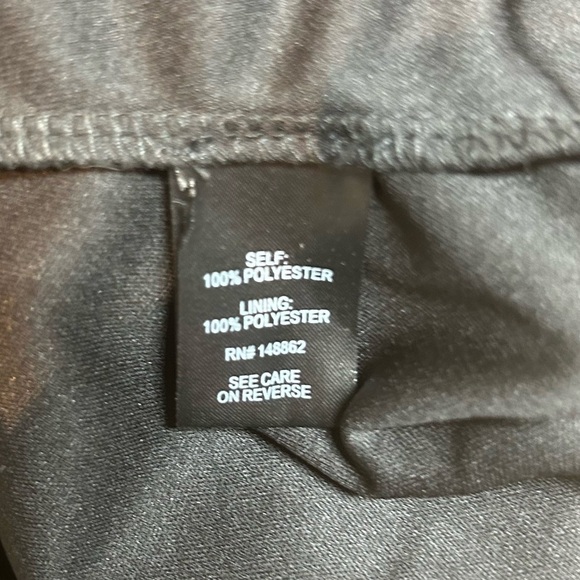 SELF:
100% POLYESTER
LINING:
100% POLYESTER
RN# 148862
SEE CARE
ON REVERSE